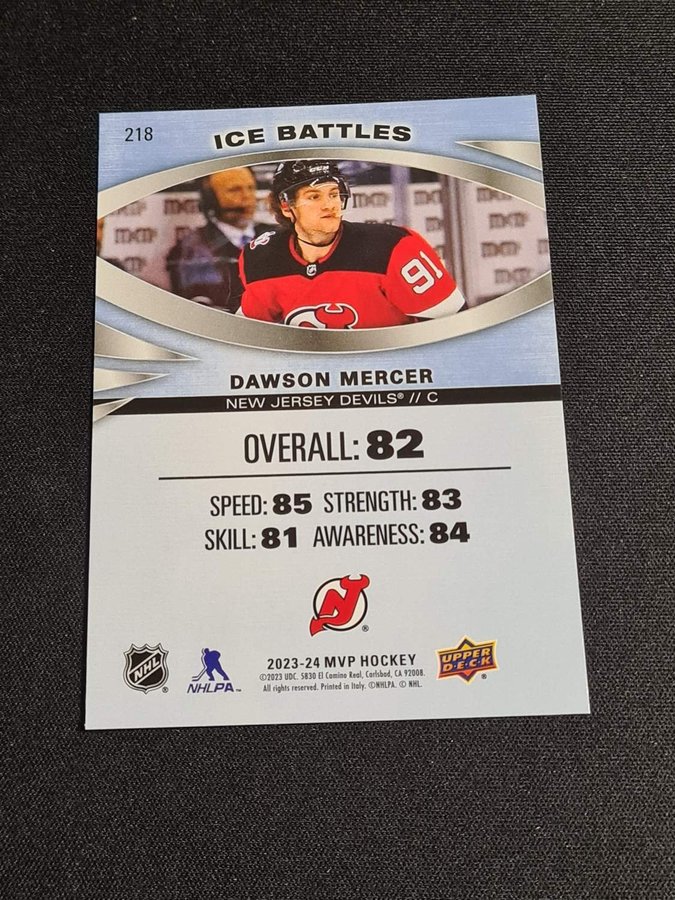 218
ICE BATTLES
91
DAWSON MERCER
NEW JERSEY DEVILS® // C
OVERALL: 82
SPEED: 85 STRENGTH: 83
SKILL: 81 AWARENESS: 84
NJ®
NHL®
NHLPA™
2023-24 MVP HOCKEY
©2023 UDC. 5830 El Camino Real, Carlsbad, CA 92008.
All rights reserved. Printed in Italy. ©NHLPA. © NHL.
UPPER DECK®